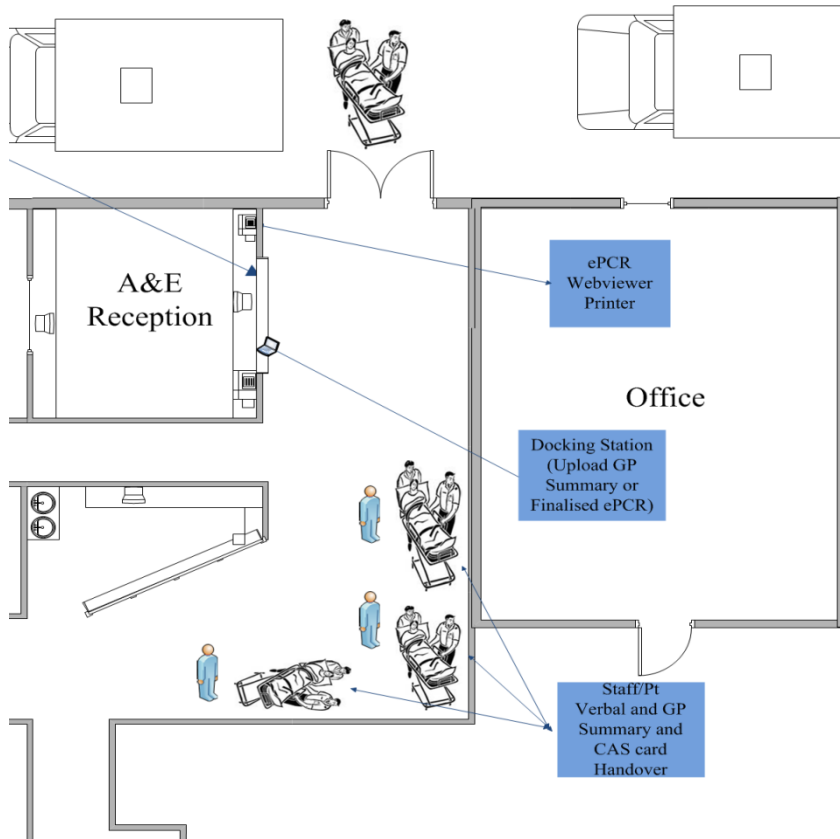 A&E
Reception
ePCR
Webviewer
Printer
Office
Docking Station
(Upload GP
Summary or
Finalised ePCR)
Staff/Pt
Verbal and GP
Summary and
CAS card
Handover